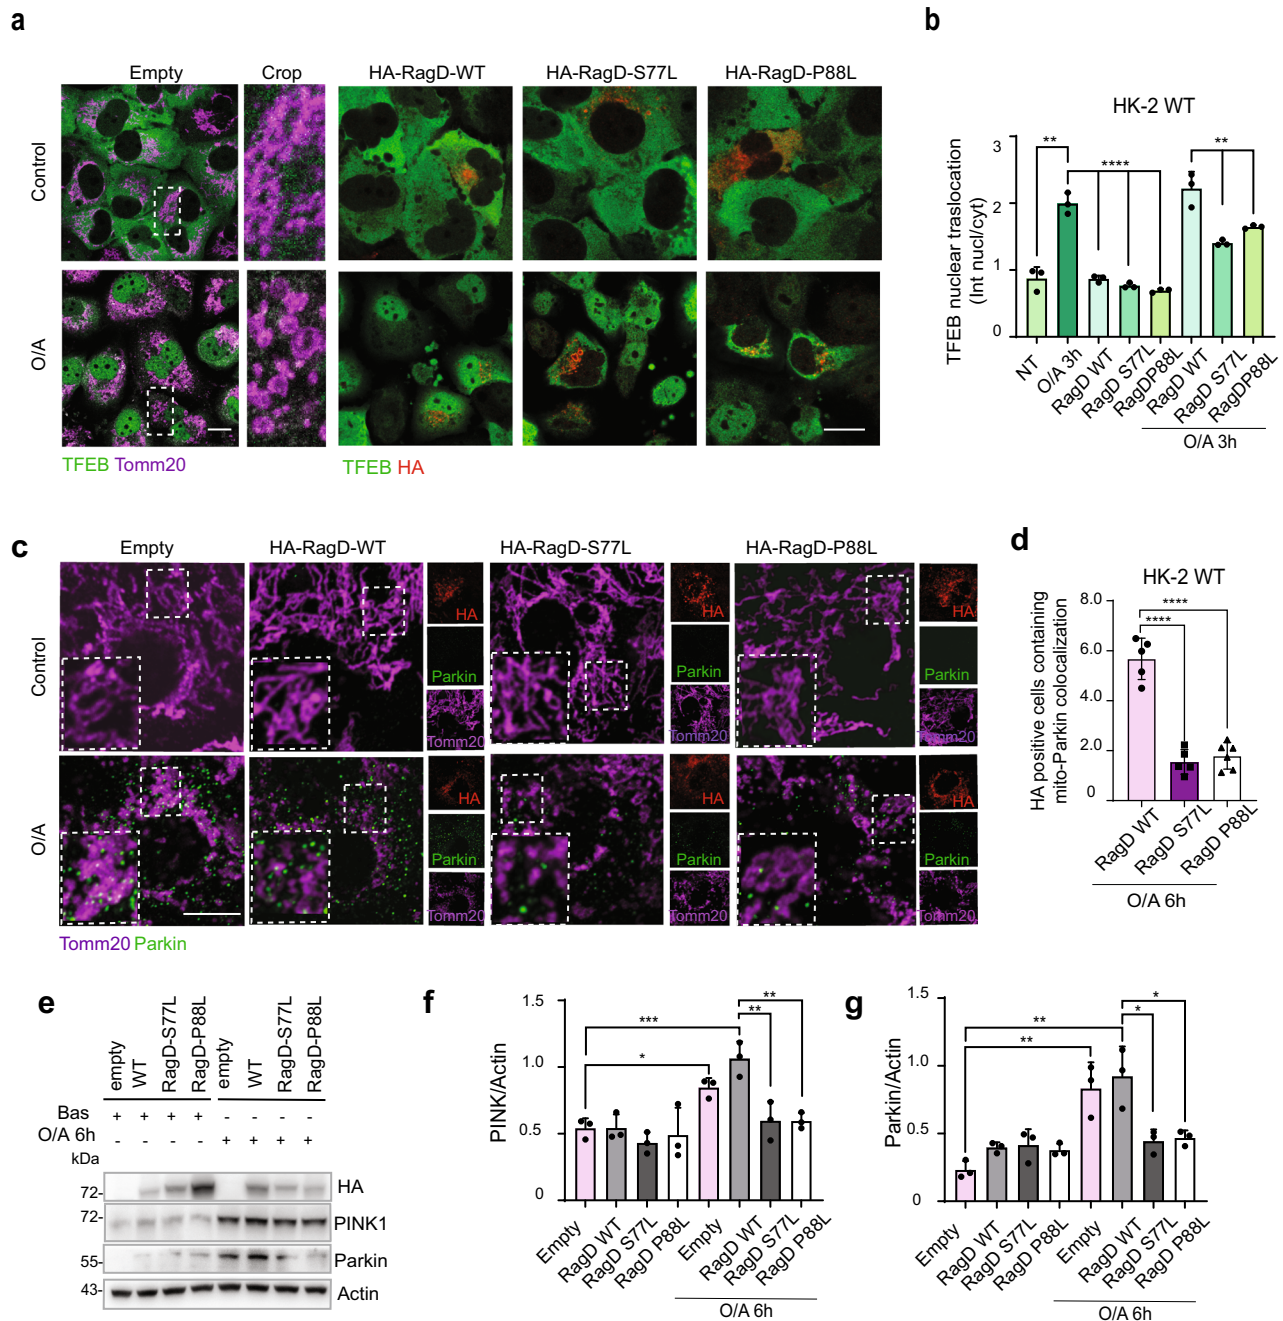 a
Empty
Crop
HA-RagD-WT
HA-RagD-S77L
HA-RagD-P88L
Control
O/A
TFEB Tomm20
TFEB HA
b
HK-2 WT
TFEB nuclear traslocation
(Int nucl/cyt)
3
2
1
0
**
****
**
NT
O/A 3h
RagD WT
RagD S77L
RagDP88L
RagD WT
RagD S77L
RagDP88L
O/A 3h
c
Empty
HA-RagD-WT
HA-RagD-S77L
HA-RagD-P88L
Control
HA
Parkin
Tomm20
HA
Parkin
Tomm20
HA
Parkin
Tomm20
O/A
HA
Parkin
Tomm20
HA
Parkin
Tomm20
HA
Parkin
Tomm20
Tomm20 Parkin
d
HK-2 WT
HA positive cells containing
mito-Parkin colocalization
8.0
6.0
4.0
2.0
0
****
****
RagD WT
RagD S77L
RagD P88L
O/A 6h
e
empty
WT
RagD-S77L
RagD-P88L
empty
WT
RagD-S77L
RagD-P88L
Bas + + + + - - - -
O/A 6h - - - - + + + +
kDa
72- HA
72- PINK1
55- Parkin
43- Actin
f
PINK/Actin
1.5
1.0
0.5
0
***
*
**
**
Empty
RagD WT
RagD S77L
RagD P88L
Empty
RagD WT
RagD S77L
RagD P88L
O/A 6h
g
Parkin/Actin
1.5
1.0
0.5
0
**
**
*
*
Empty
RagD WT
RagD S77L
RagD P88L
Empty
RagD WT
RagD S77L
RagD P88L
O/A 6h